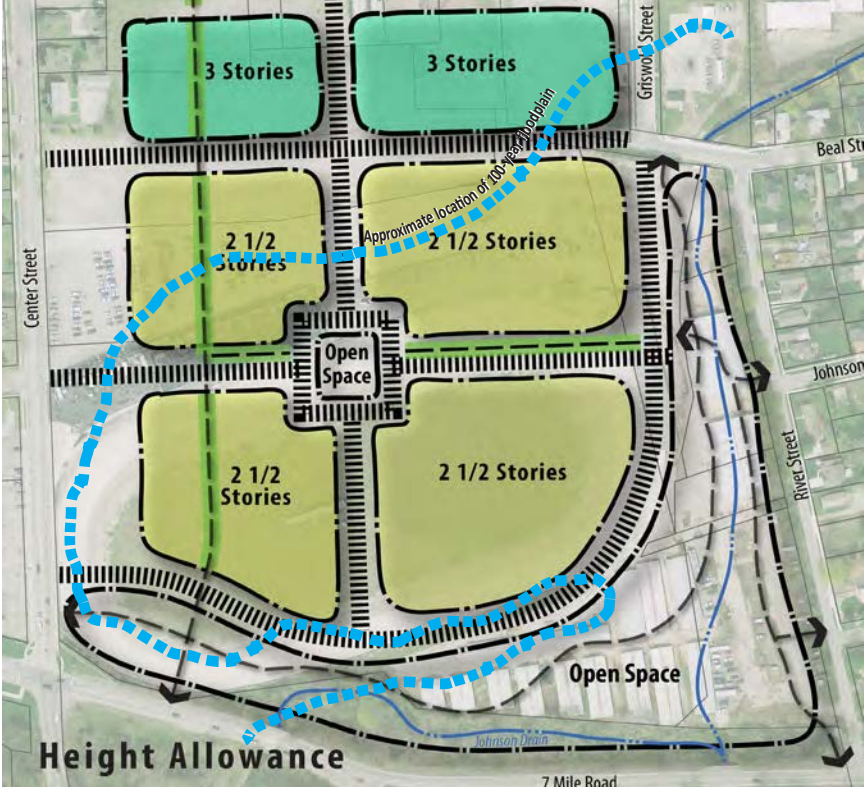 Griswold Street
3 Stories
3 Stories
Beal Str
Approximate location of 100-year floodplain
2 1/2
Stories
2 1/2 Stories
Center Street
Open
Space
Johnson
2 1/2
Stories
2 1/2 Stories
River Street
Open Space
Johnson Drain
Height Allowance
7 Mile Road